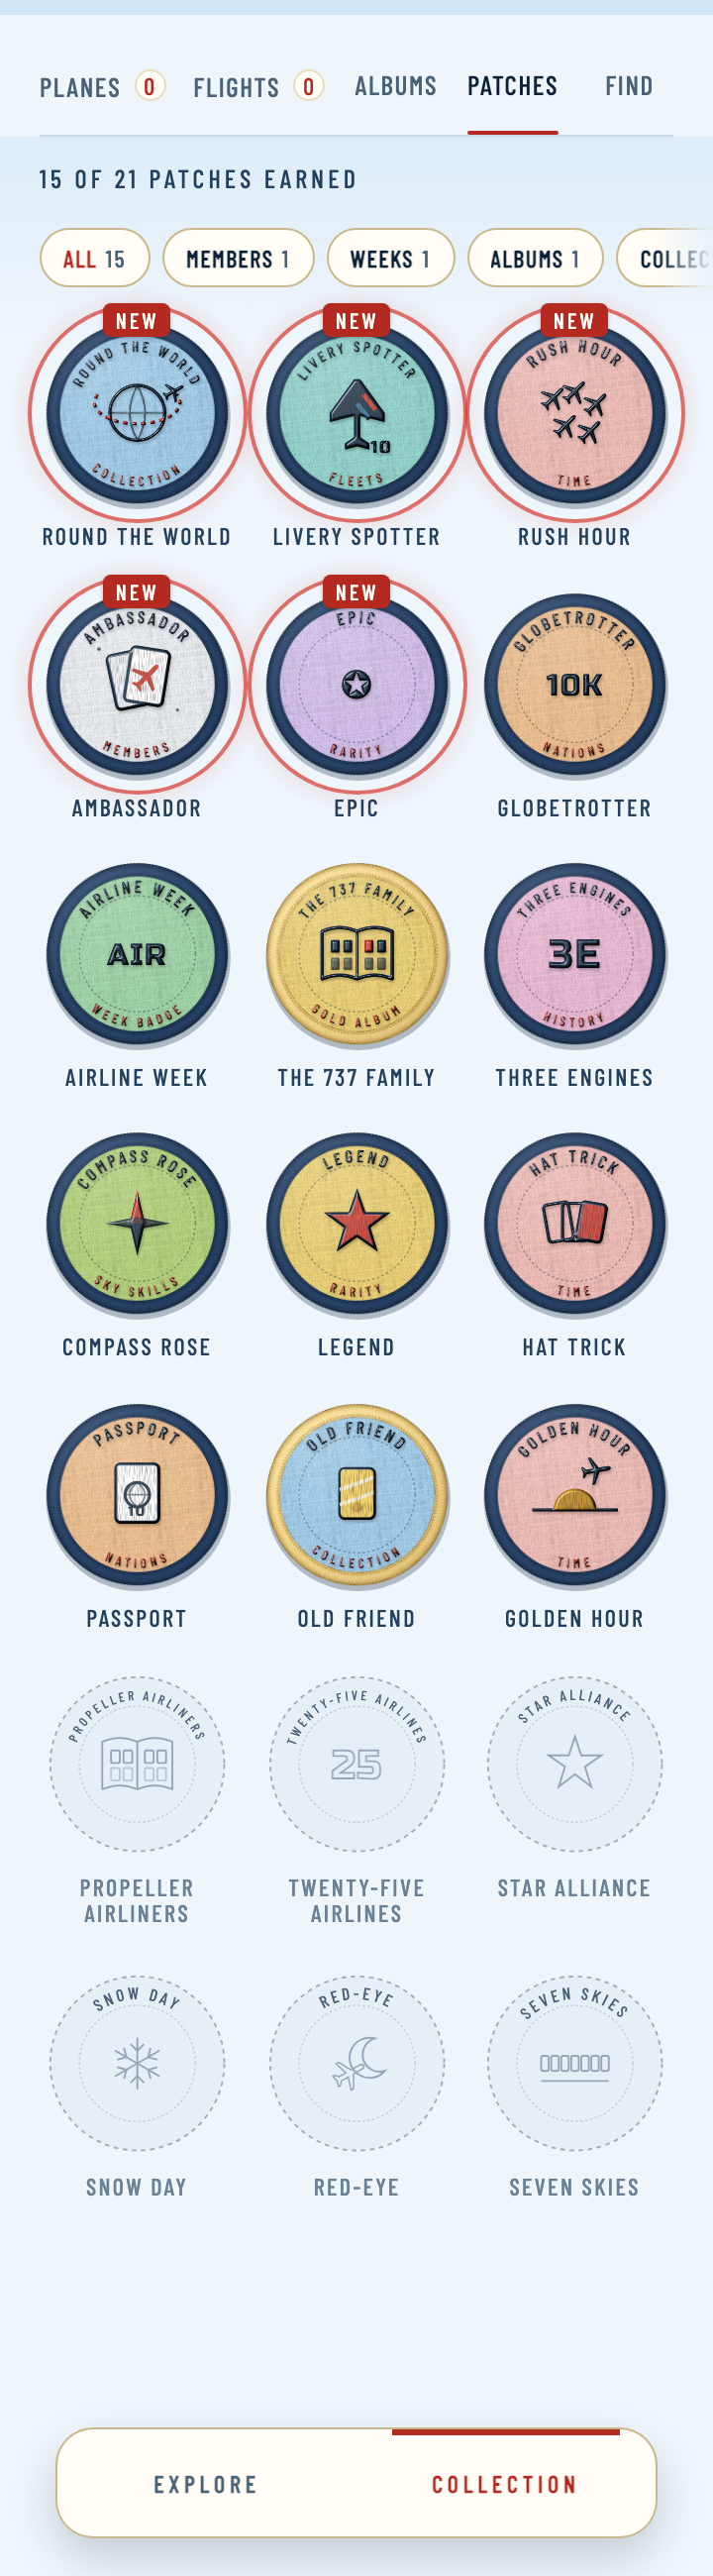 PLANES 0 FLIGHTS 0 ALBUMS PATCHES FIND
15 OF 21 PATCHES EARNED
ALL 15 MEMBERS 1 WEEKS 1 ALBUMS 1 COLLEC
NEW NEW NEW
ROUND THE WORLD LIVERY SPOTTER RUSH HOUR
10
COLLECTION FLEETS TIME
ROUND THE WORLD LIVERY SPOTTER RUSH HOUR
NEW NEW
AMBASSADOR EPIC GLOBETROTTER
10K
MEMBERS RARITY NATIONS
AMBASSADOR EPIC GLOBETROTTER
AIRLINE WEEK THE 737 FAMILY THREE ENGINES
AIR 3E
WEEK BADGE GOLD ALBUM HISTORY
AIRLINE WEEK THE 737 FAMILY THREE ENGINES
COMPASS ROSE LEGEND HAT TRICK
SKY SKILLS RARITY TIME
COMPASS ROSE LEGEND HAT TRICK
PASSPORT OLD FRIEND GOLDEN HOUR
10
NATIONS COLLECTION TIME
PASSPORT OLD FRIEND GOLDEN HOUR
PROPELLER AIRLINERS TWENTY-FIVE AIRLINES STAR ALLIANCE
25
PROPELLER TWENTY-FIVE STAR ALLIANCE
AIRLINERS AIRLINES
SNOW DAY RED-EYE SEVEN SKIES
SNOW DAY RED-EYE SEVEN SKIES
EXPLORE COLLECTION